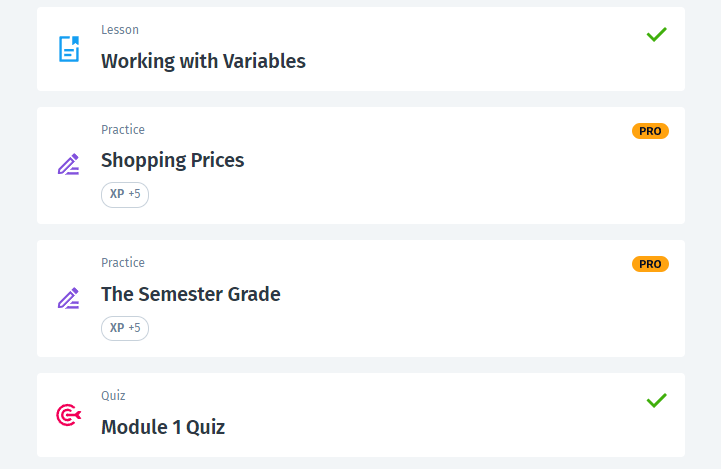 Lesson
Working with Variables
Practice
PRO
Shopping Prices
XP +5
Practice
PRO
The Semester Grade
XP +5
Quiz
Module 1 Quiz